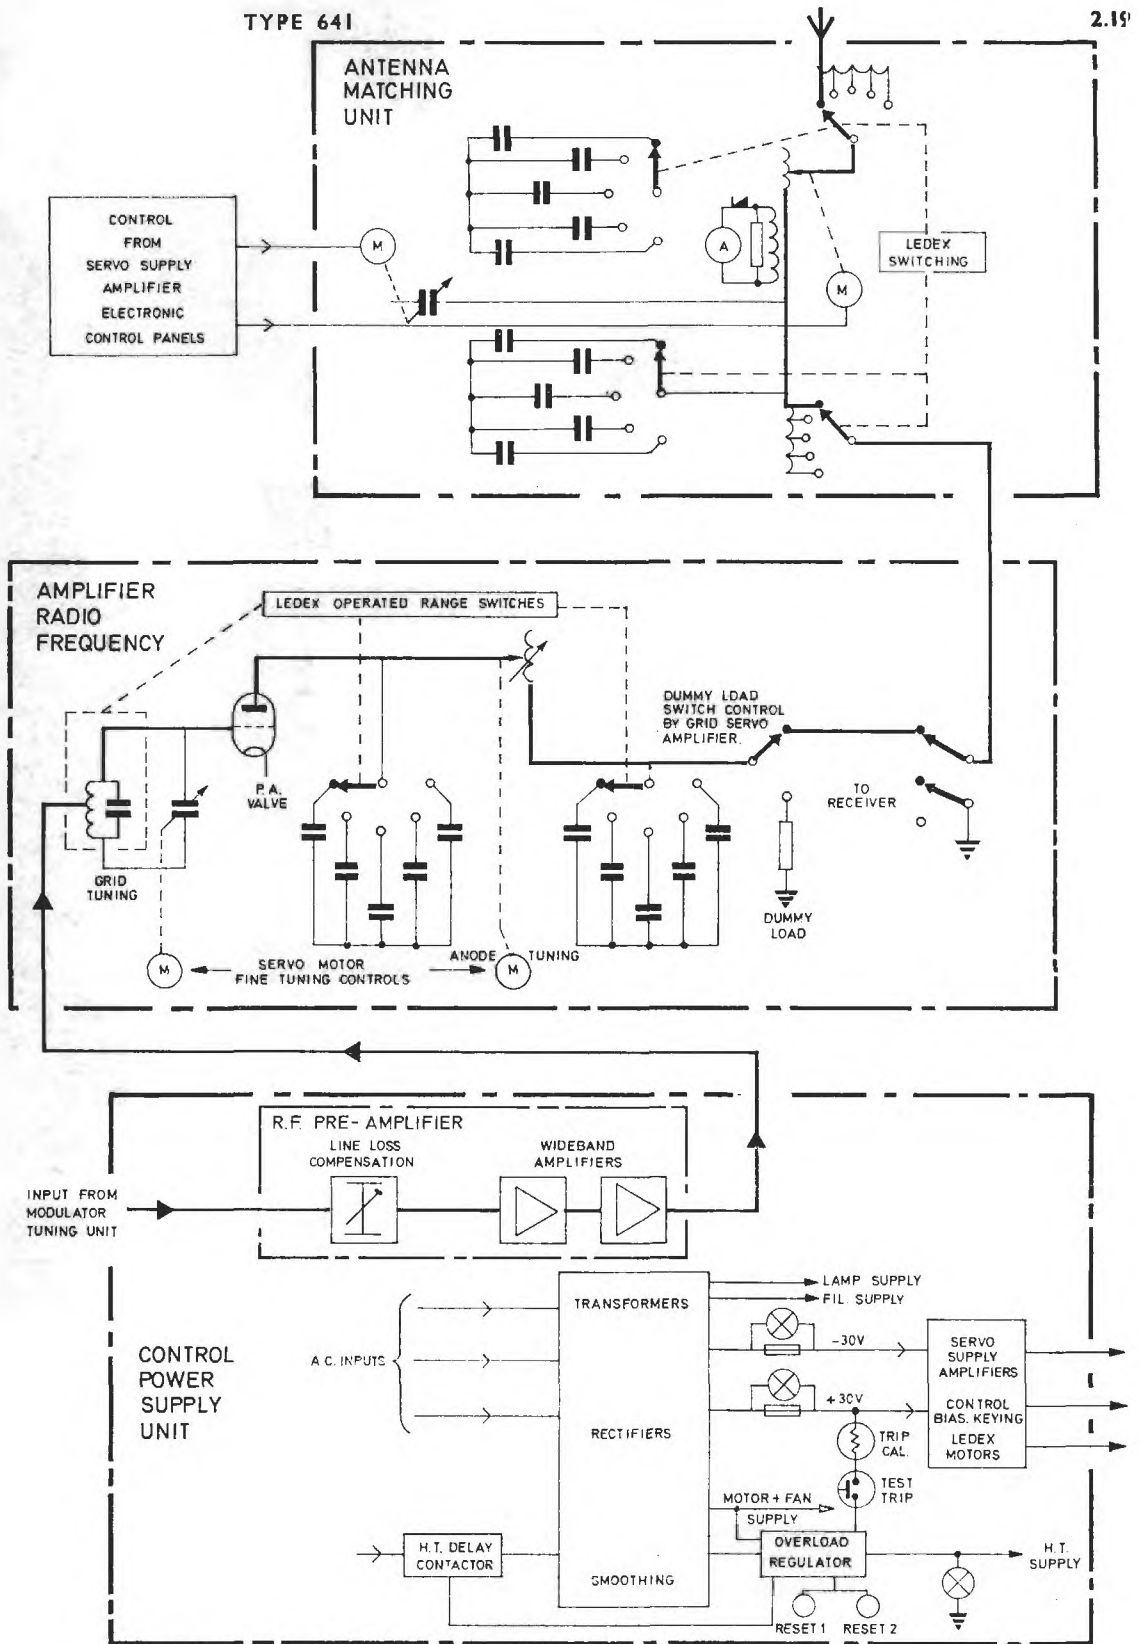 TYPE 641
2.19
ANTENNA
MATCHING
UNIT
CONTROL
FROM
SERVO SUPPLY
AMPLIFIER
ELECTRONIC
CONTROL PANELS
M
A
LEDEX
SWITCHING
M
AMPLIFIER
RADIO
FREQUENCY
LEDEX OPERATED RANGE SWITCHES
DUMMY LOAD
SWITCH CONTROL
BY GRID SERVO
AMPLIFIER.
P.A.
VALVE
TO
RECEIVER
GRID
TUNING
DUMMY
LOAD
ANODE TUNING
M
SERVO MOTOR
FINE TUNING CONTROLS
M
R.F. PRE-AMPLIFIER
LINE LOSS
COMPENSATION
WIDEBAND
AMPLIFIERS
INPUT FROM
MODULATOR
TUNING UNIT
CONTROL
POWER
SUPPLY
UNIT
A.C. INPUTS
TRANSFORMERS
RECTIFIERS
SMOOTHING
LAMP SUPPLY
FIL. SUPPLY
-30V
+30V
SERVO
SUPPLY
AMPLIFIERS
CONTROL
BIAS. KEYING
LEDEX
MOTORS
TRIP
CAL.
TEST
TRIP
MOTOR + FAN
SUPPLY
H.T. DELAY
CONTACTOR
OVERLOAD
REGULATOR
H.T.
SUPPLY
RESET 1
RESET 2